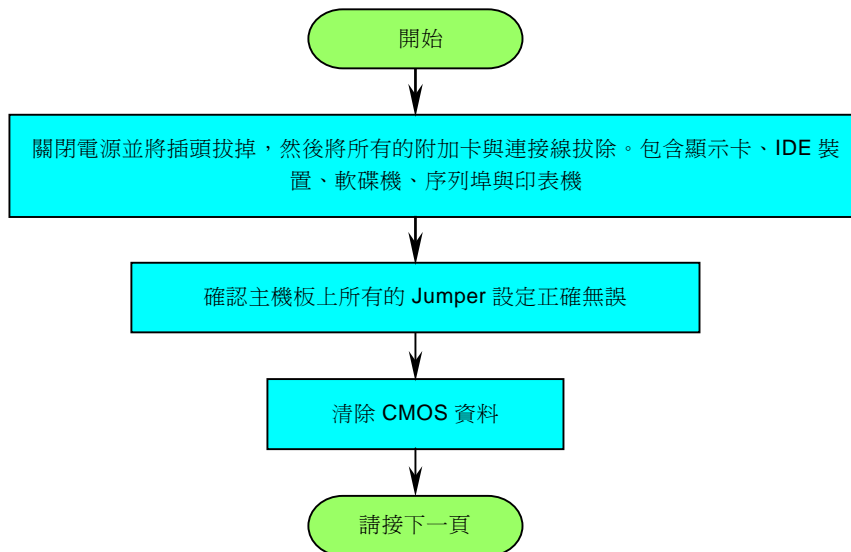 開始
關閉電源並將插頭拔掉，然後將所有的附加卡與連接線拔除。包含顯示卡、IDE 裝
置、軟碟機、序列埠與印表機
確認主機板上所有的 Jumper 設定正確無誤
清除 CMOS 資料
請接下一頁